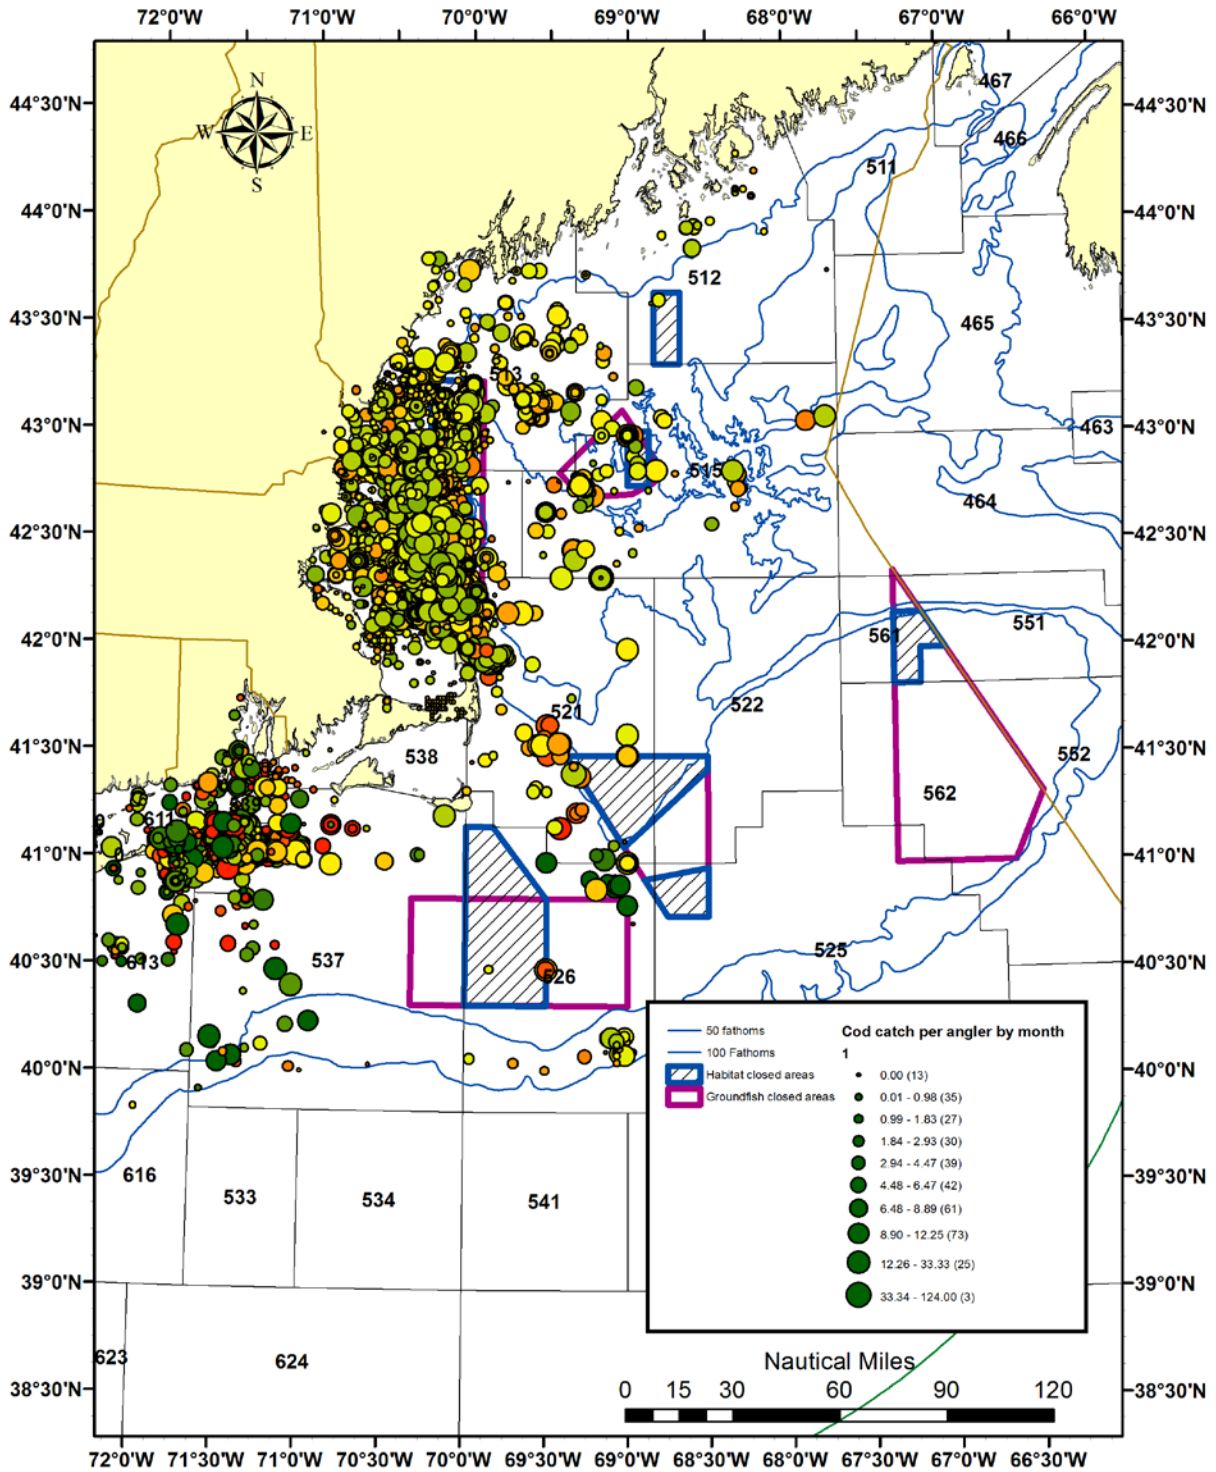 72°0'W 71°0'W 70°0'W 69°0'W 68°0'W 67°0'W 66°0'W
44°30'N
44°0'N
43°30'N
43°0'N
42°30'N
42°0'N
41°30'N
41°0'N
40°30'N
40°0'N
39°30'N
39°0'N
38°30'N
N
W E
S
467
466
511
512
465
513
463
515
464
551
561
522
521
552
538
562
611
525
537
613
526
616
533
534
541
623
624
44°30'N
44°0'N
43°30'N
43°0'N
42°30'N
42°0'N
41°30'N
41°0'N
40°30'N
40°0'N
39°30'N
39°0'N
38°30'N
50 fathoms
100 Fathoms
Habitat closed areas
Groundfish closed areas
Cod catch per angler by month
1
0.00 (13)
0.01 - 0.98 (35)
0.99 - 1.83 (27)
1.84 - 2.93 (30)
2.94 - 4.47 (39)
4.48 - 6.47 (42)
6.48 - 8.89 (61)
8.90 - 12.25 (73)
12.26 - 33.33 (25)
33.34 - 124.00 (3)
Nautical Miles
0 15 30 60 90 120
72°0'W 71°30'W 71°0'W 70°30'W 70°0'W 69°30'W 69°0'W 68°30'W 68°0'W 67°30'W 67°0'W 66°30'W